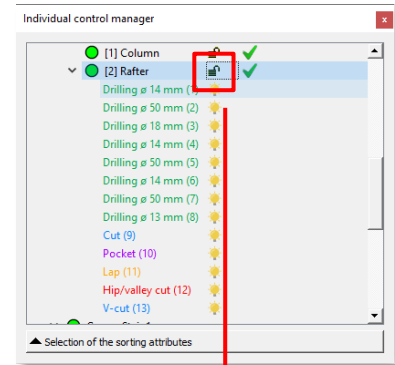 Individual control manager
x
[1] Column
[2] Rafter
Drilling ø 14 mm (1)
Drilling ø 50 mm (2)
Drilling ø 18 mm (3)
Drilling ø 14 mm (4)
Drilling ø 50 mm (5)
Drilling ø 14 mm (6)
Drilling ø 50 mm (7)
Drilling ø 13 mm (8)
Cut (9)
Pocket (10)
Lap (11)
Hip/valley cut (12)
V-cut (13)
Selection of the sorting attributes